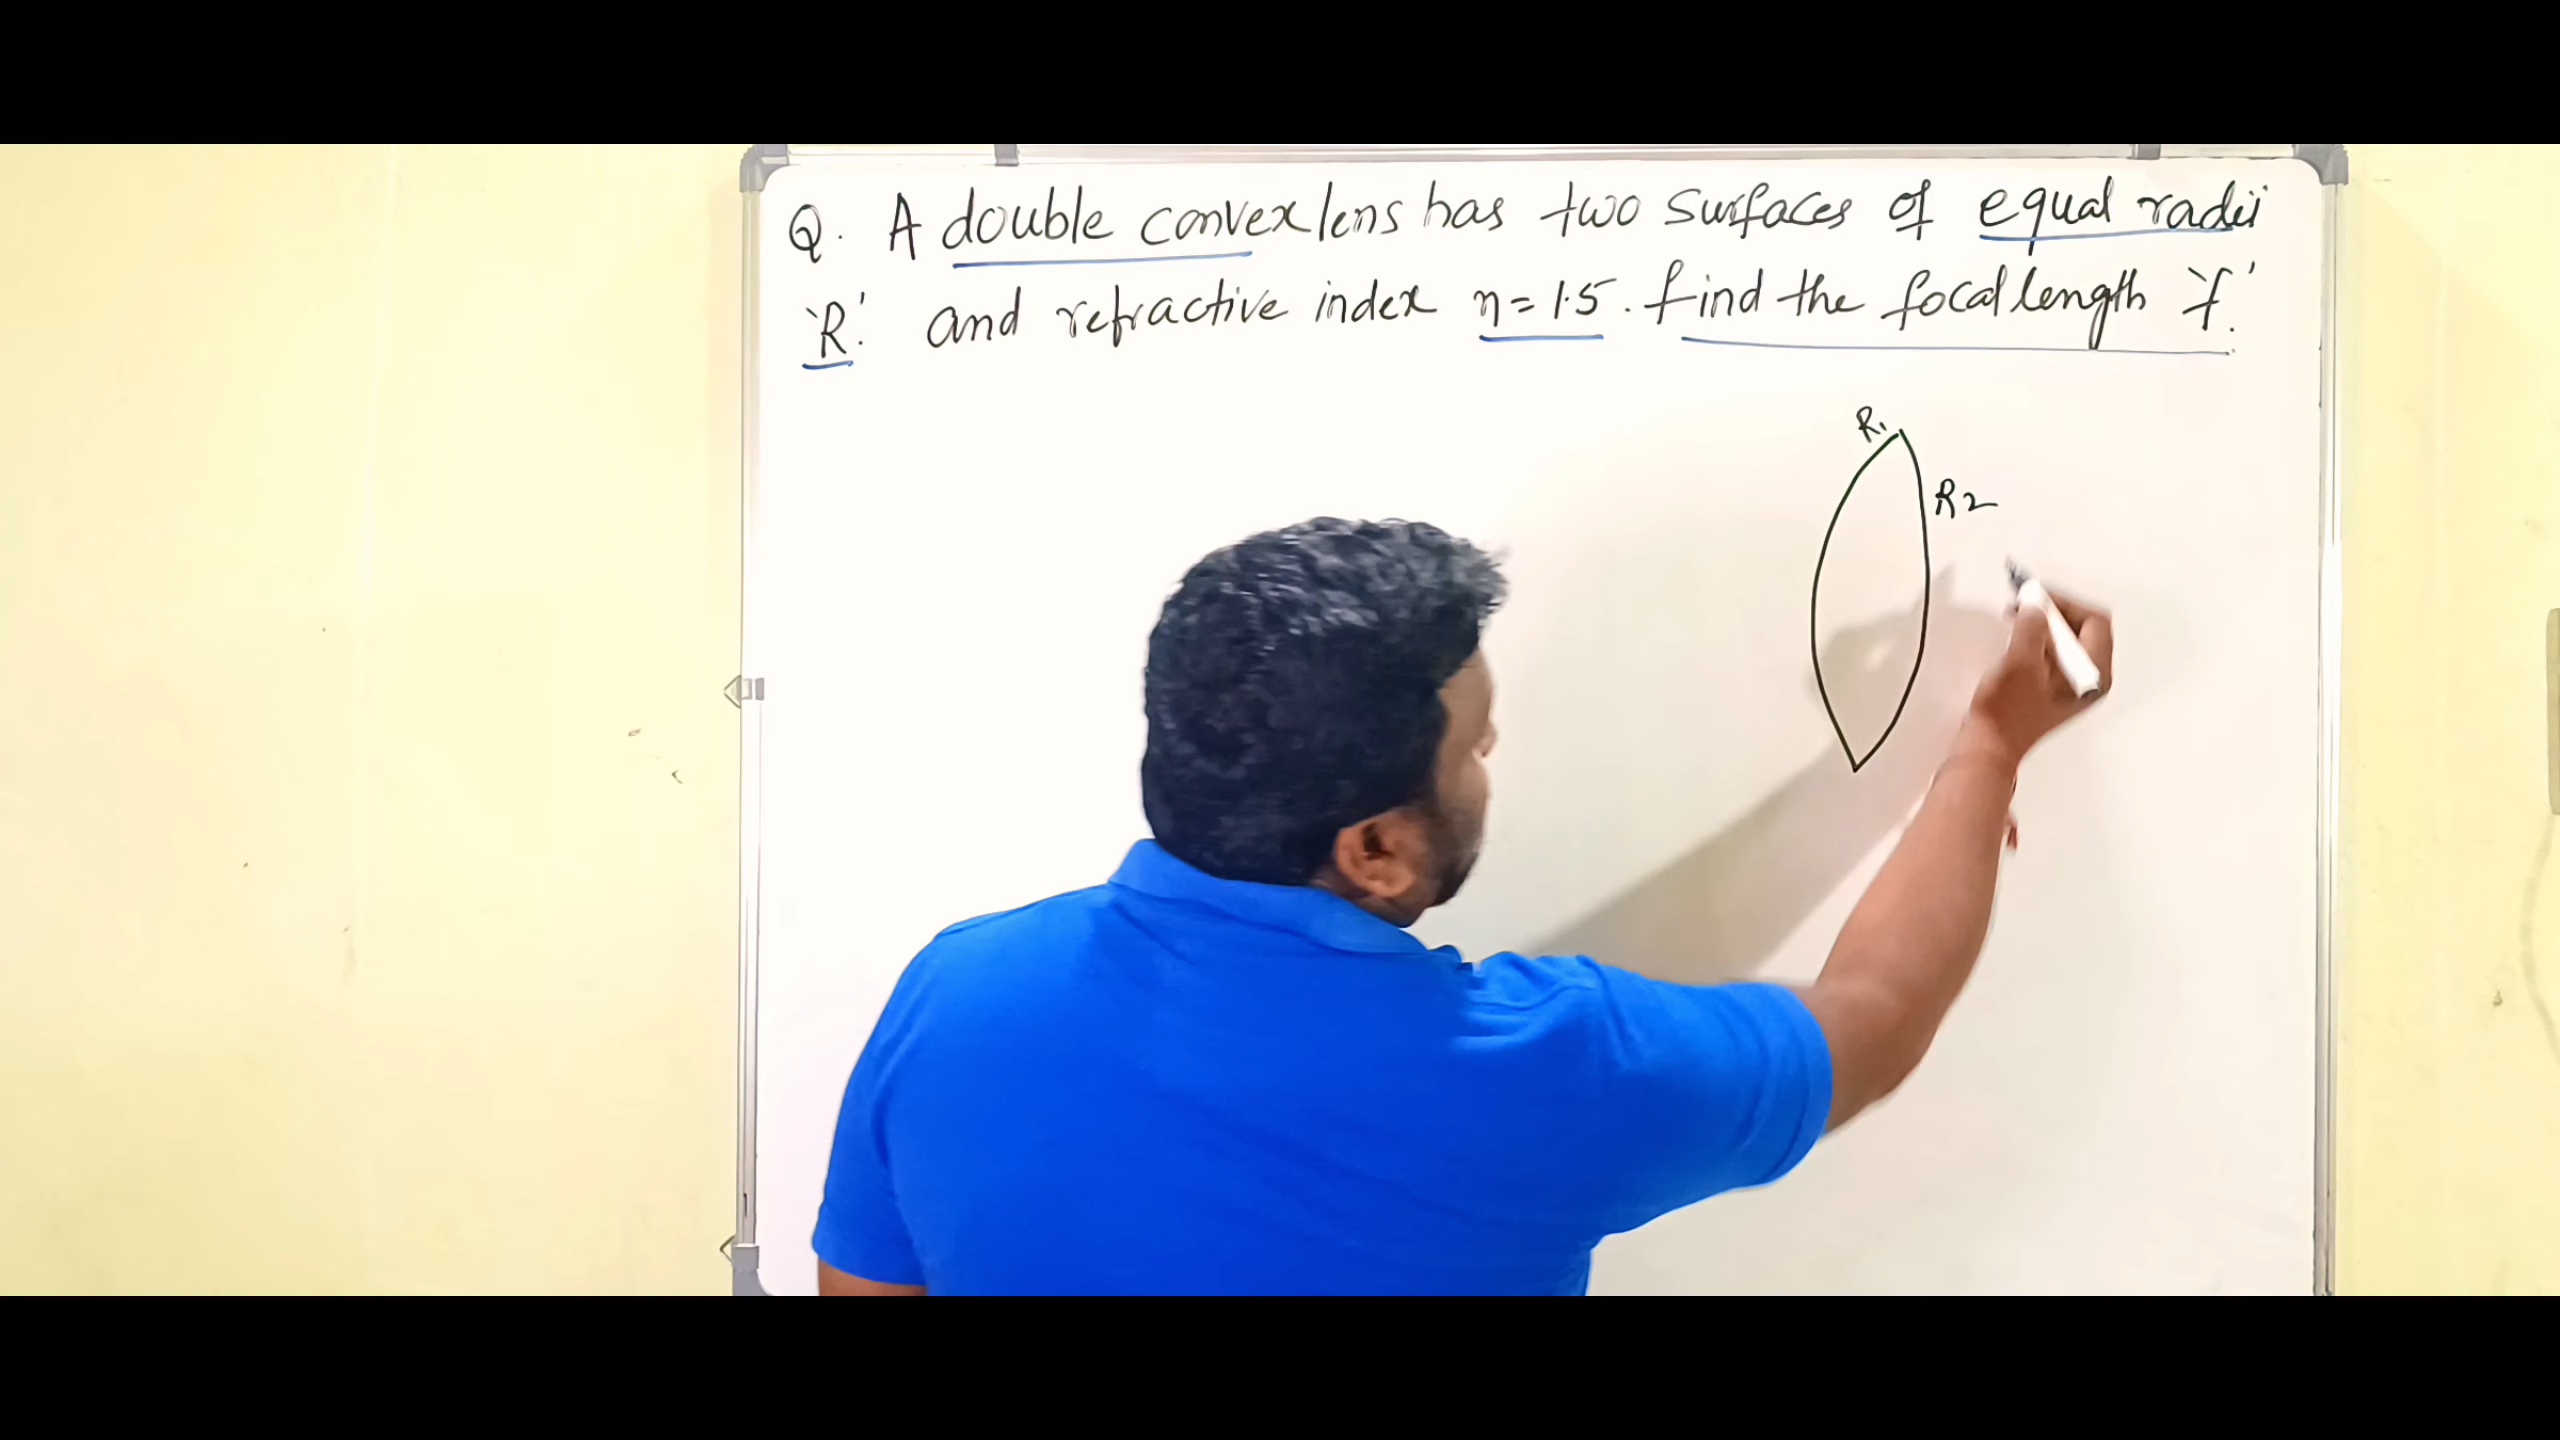 Q. A double convex lens has two surfaces of equal radii
'R'. and refractive index η = 1.5. find the focal length 'f'.
R1
R2